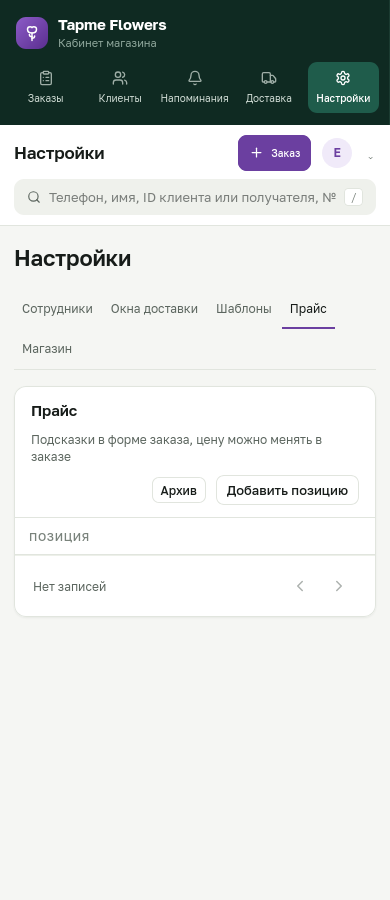 Tapme Flowers
Кабинет магазина
Заказы
Клиенты
Напоминания
Доставка
Настройки
Настройки
Заказ
E
Телефон, имя, ID клиента или получателя, №
/
Настройки
Сотрудники
Окна доставки
Шаблоны
Прайс
Магазин
Прайс
Подсказки в форме заказа, цену можно менять в
заказе
Архив
Добавить позицию
ПОЗИЦИЯ
Нет записей